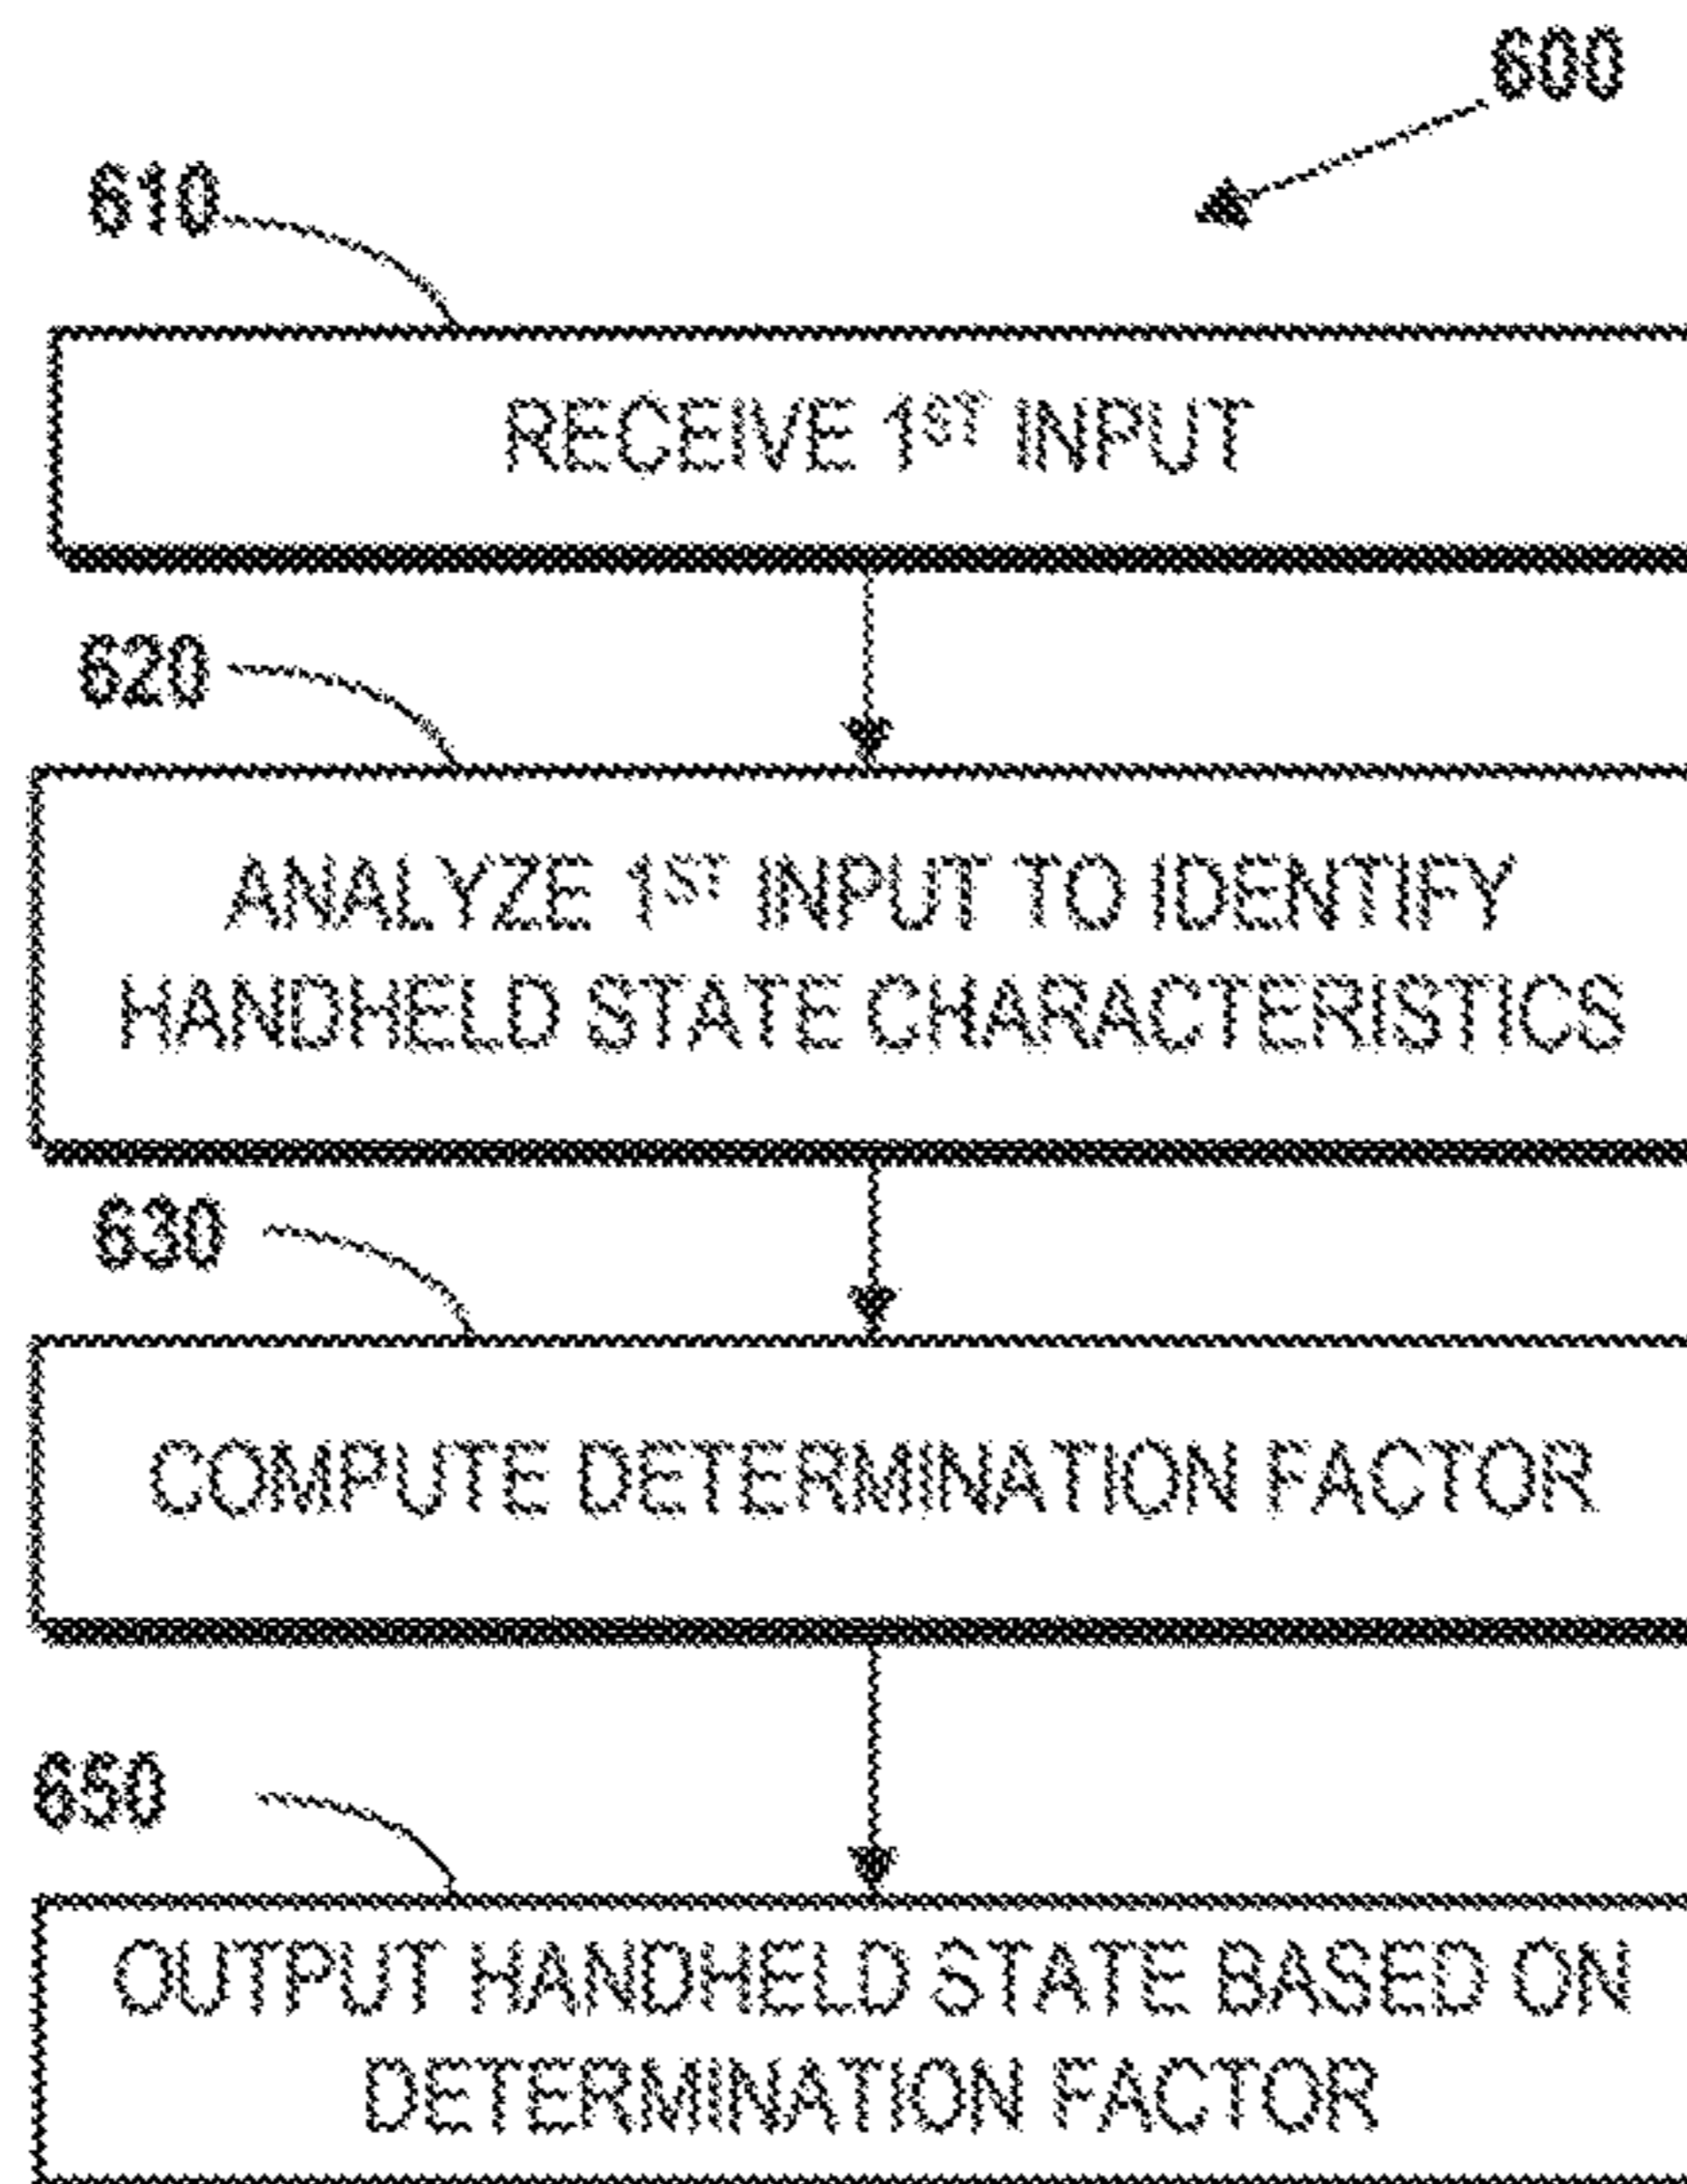 600
610
RECEIVE 1ST INPUT
620
ANALYZE 1ST INPUT TO IDENTIFY
HANDHELD STATE CHARACTERISTICS
630
COMPUTE DETERMINATION FACTOR
650
OUTPUT HANDHELD STATE BASED ON
DETERMINATION FACTOR